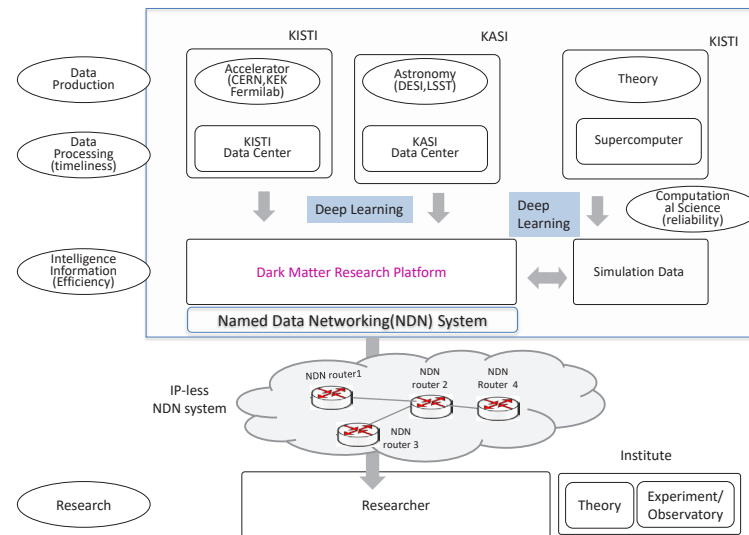 KISTI
KASI
KISTI
Data
Production
Accelerator
(CERN,KEK
Fermilab)
Astronomy
(DESI,LSST)
Theory
Data
Processing
(timeliness)
KISTI
Data Center
KASI
Data Center
Supercomputer
Deep Learning
Deep
Learning
Computation
al Science
(reliability)
Intelligence
Information
(Efficiency)
Dark Matter Research Platform
Simulation Data
Named Data Networking(NDN) System
IP-less
NDN system
NDN router1
NDN
router 2
NDN
Router 4
NDN
router 3
Institute
Research
Researcher
Theory
Experiment/
Observatory